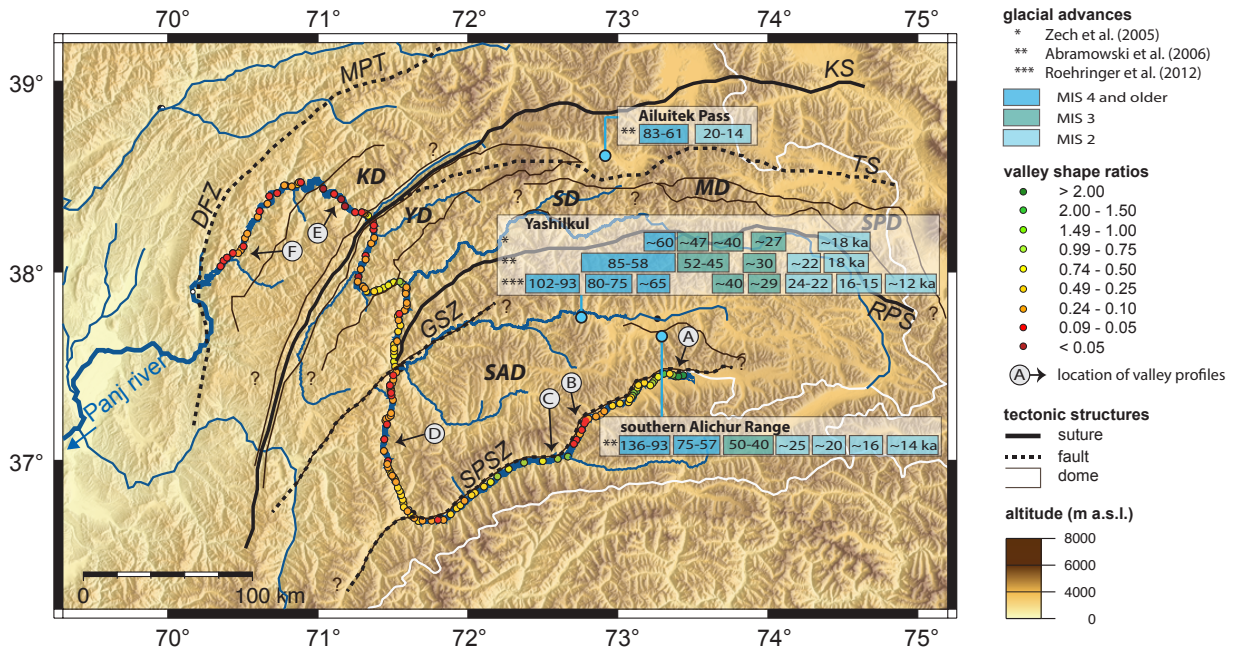 70° 71° 72° 73° 74° 75°
39°
38°
37°
MPT
KS
TS
DFZ
KD
YD
SD
MD
SPD
GSZ
RPS
SAD
SPSZ
Panj river
Ailuitek Pass
** 83-61 20-14
Yashilkul
* ~60 ~47 ~40 ~27 ~18 ka
** 85-58 52-45 ~30 ~22 18 ka
*** 102-93 80-75 ~65 ~40 ~29 24-22 16-15 ~12 ka
southern Alichur Range
** 136-93 75-57 50-40 ~25 ~20 ~16 ~14 ka
A
B
C
D
E
F
?
?
?
?
?
?
?
?
0 100 km
70° 71° 72° 73° 74° 75°
glacial advances
* Zech et al. (2005)
** Abramowski et al. (2006)
*** Roehringer et al. (2012)
MIS 4 and older
MIS 3
MIS 2
valley shape ratios
> 2.00
2.00 - 1.50
1.49 - 1.00
0.99 - 0.75
0.74 - 0.50
0.49 - 0.25
0.24 - 0.10
0.09 - 0.05
< 0.05
A location of valley profiles
tectonic structures
suture
fault
dome
altitude (m a.s.l.)
8000
6000
4000
0